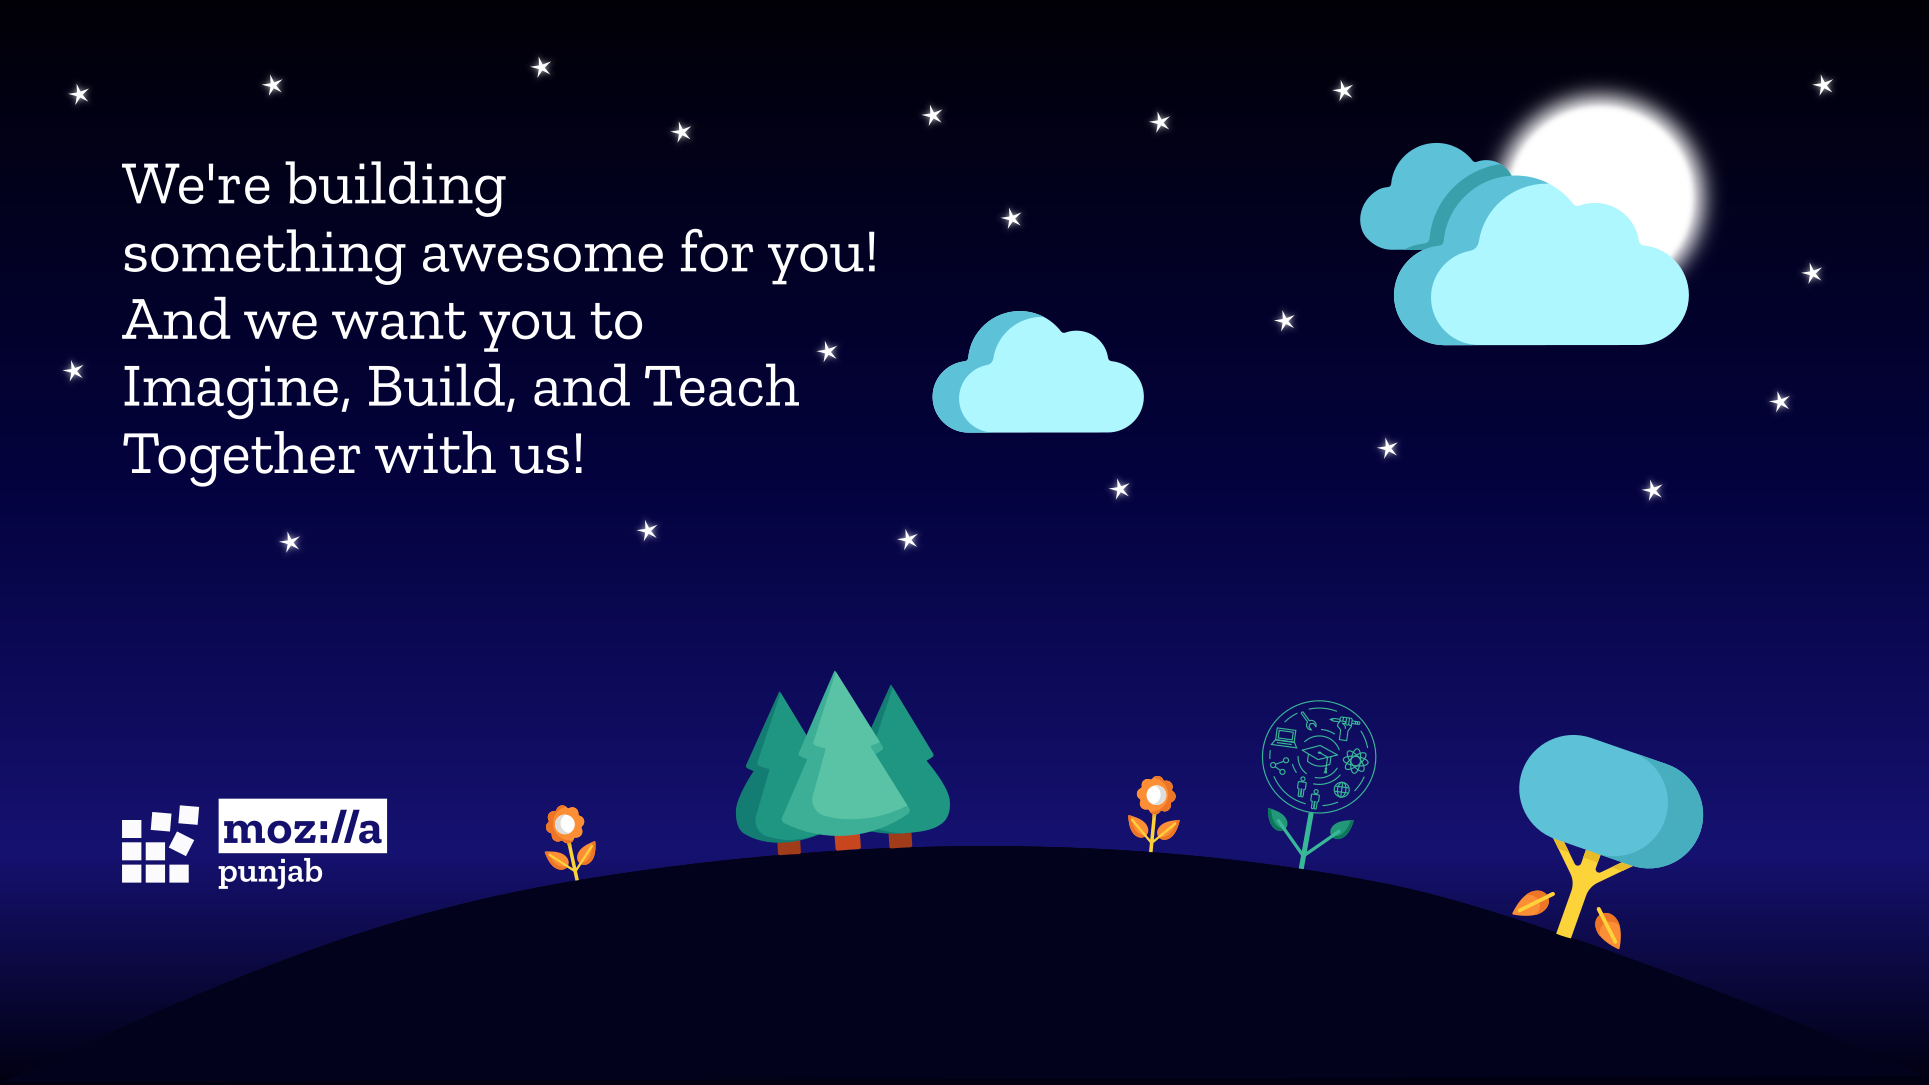 We're building
something awesome for you!
And we want you to
Imagine, Build, and Teach
Together with us!
moz://a
punjab